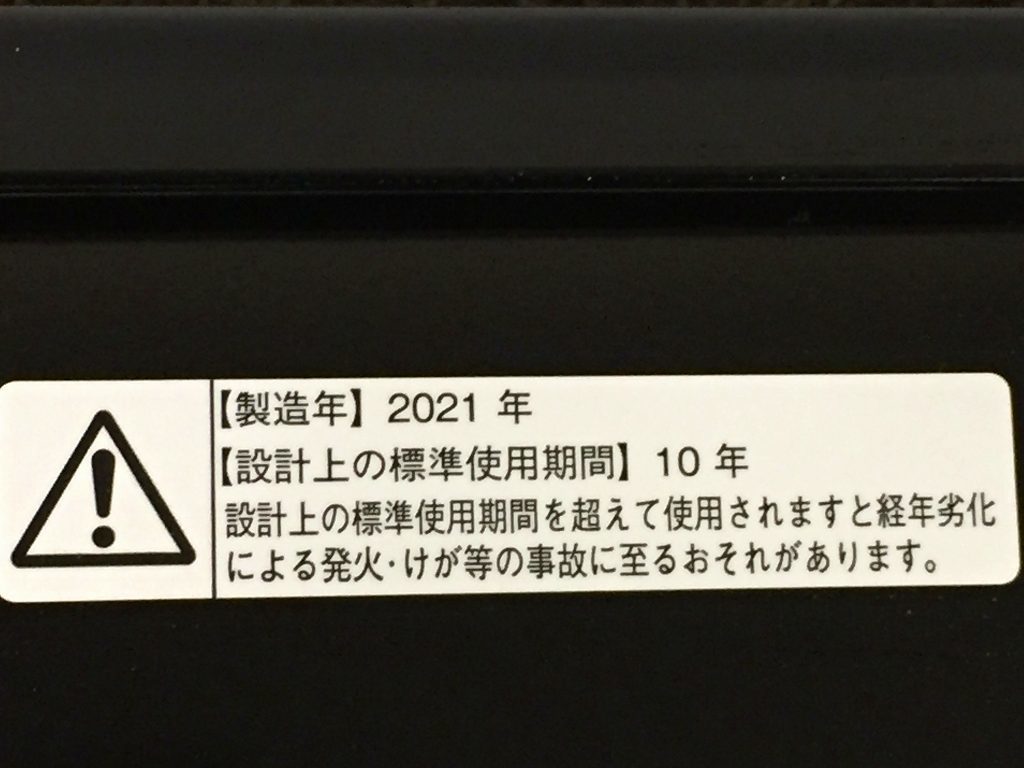 【製造年】 2021 年
【設計上の標準使用期間】 10 年
設計上の標準使用期間を超えて使用されますと経年劣化
による発火・けが等の事故に至るおそれがあります。